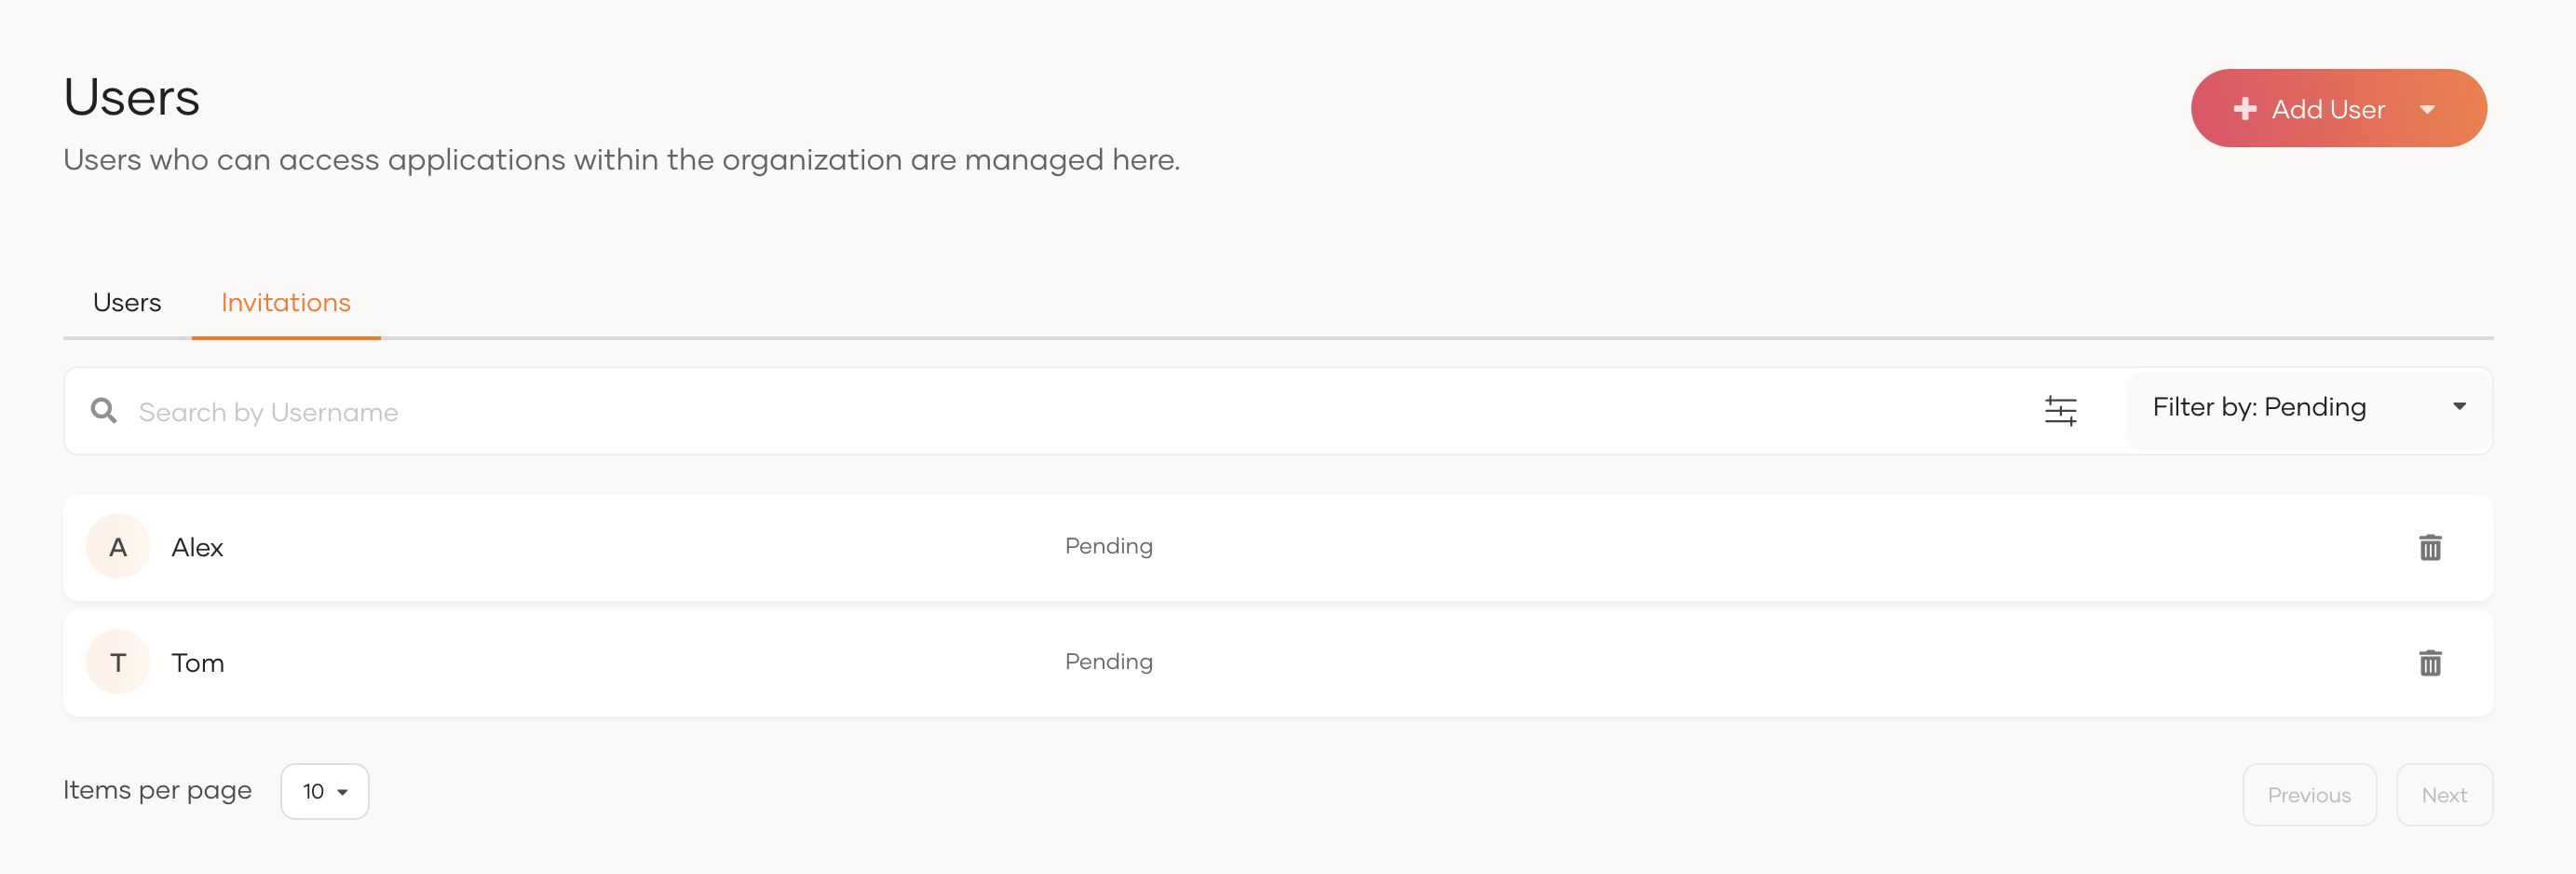 Users
Add User
Users who can access applications within the organization are managed here.
Users Invitations
Search by Username
Filter by: Pending
A Alex Pending
T Tom Pending
Items per page 10 Previous Next